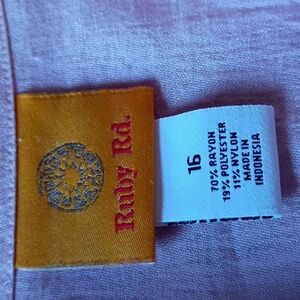 Ruby Rd.
16
70% RAYON
19% POLYESTER
11% NYLON
MADE IN
INDONESIA